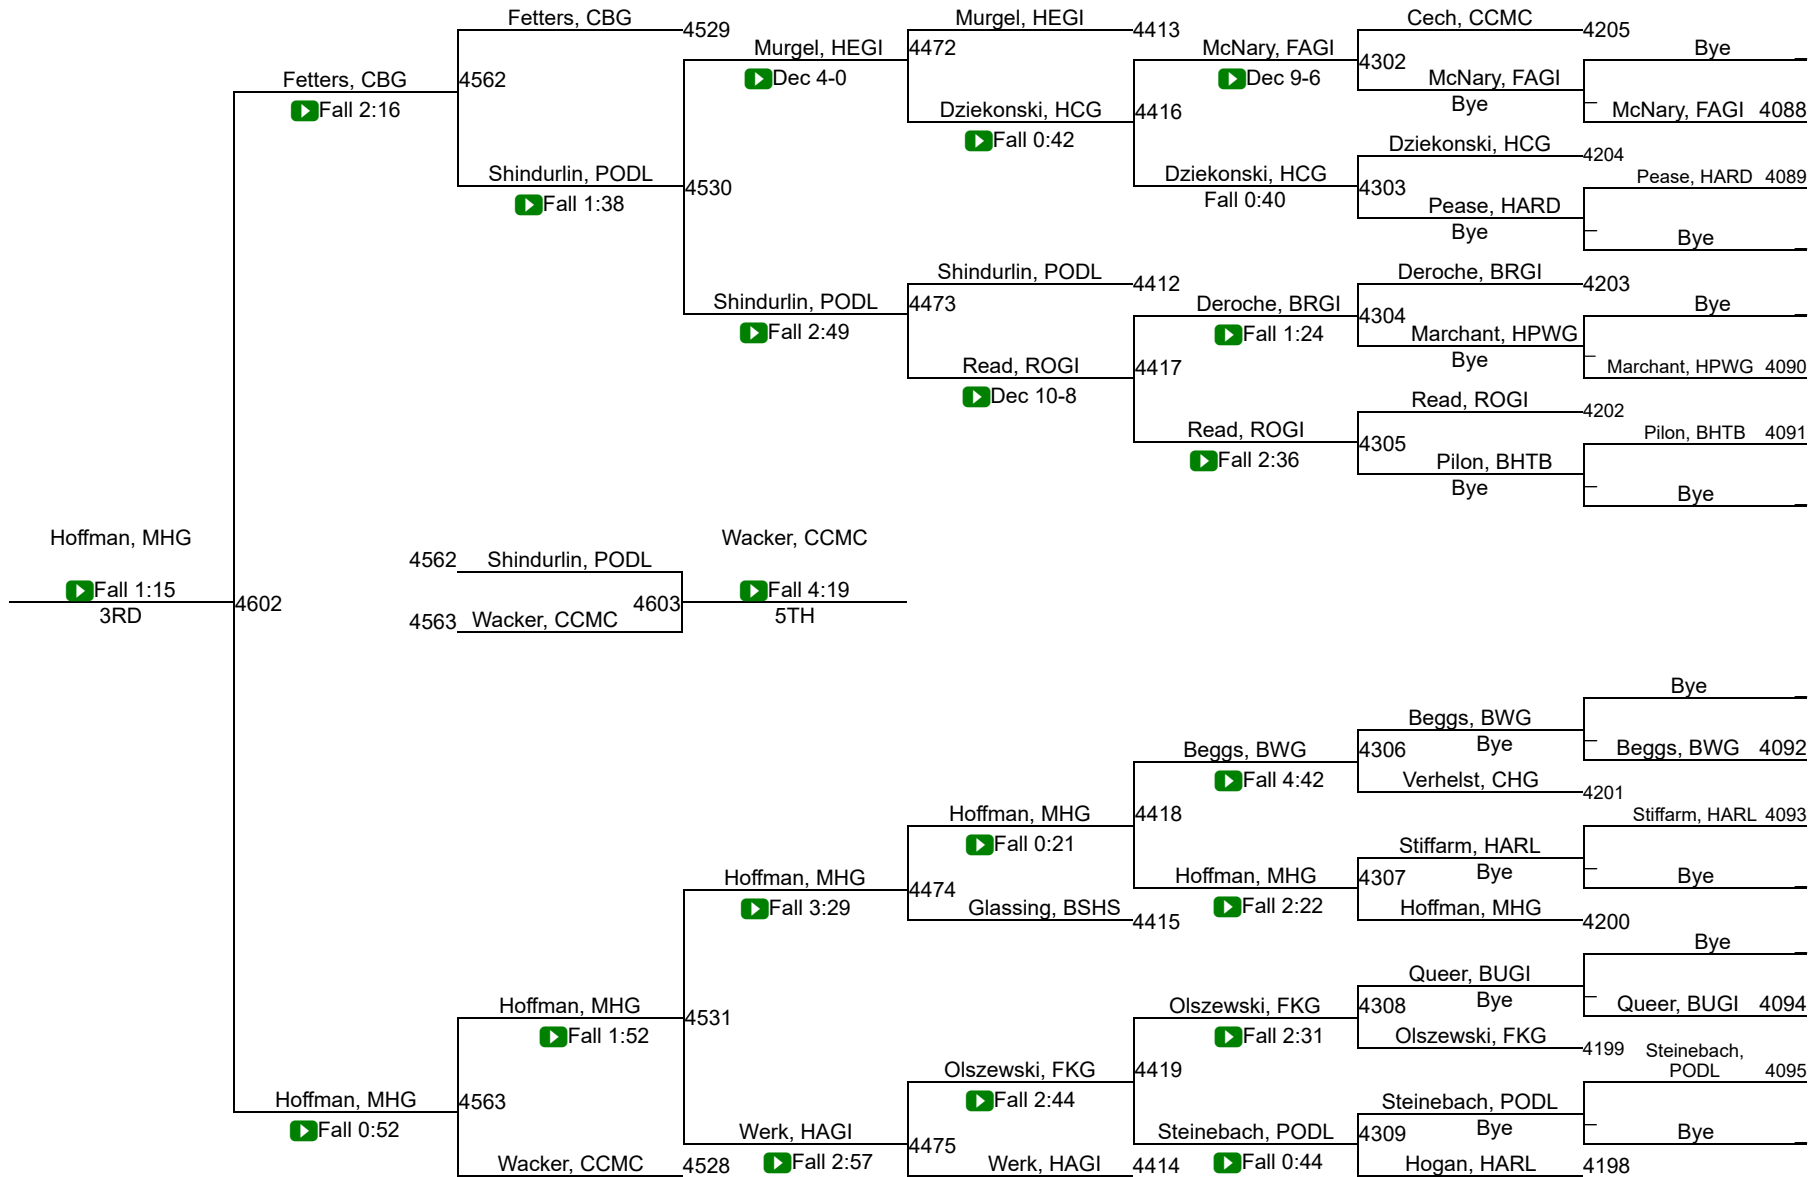 Fetters, CBG
4529
Murgel, HEGI
4413
Cech, CCMC
4205
Murgel, HEGI
4472
McNary, FAGI
Bye
Fetters, CBG
4562
Dec 4-0
Dec 9-6
4302
McNary, FAGI
Fall 2:16
Dziekonski, HCG
4416
Bye
McNary, FAGI 4088
Fall 0:42
Dziekonski, HCG
4204
Shindurlin, PODL
4530
Dziekonski, HCG
4303
Pease, HARD 4089
Fall 1:38
Fall 0:40
Pease, HARD
Bye
Bye
Shindurlin, PODL
4412
Deroche, BRGI
4203
Shindurlin, PODL
4473
Deroche, BRGI
4304
Bye
Fall 2:49
Fall 1:24
Marchant, HPWG
Read, ROGI
4417
Bye
Marchant, HPWG 4090
Dec 10-8
Read, ROGI
4202
Read, ROGI
4305
Pilon, BHTB 4091
Fall 2:36
Pilon, BHTB
Bye
Bye
Hoffman, MHG
Wacker, CCMC
4562
Shindurlin, PODL
Fall 1:15
4602
4603
Fall 4:19
3RD
4563
Wacker, CCMC
5TH
Bye
Beggs, BWG
Beggs, BWG
4306
Bye
Beggs, BWG 4092
Fall 4:42
Verhelst, CHG
4201
Hoffman, MHG
4418
Stiffarm, HARL 4093
Fall 0:21
Stiffarm, HARL
Hoffman, MHG
4474
Hoffman, MHG
4307
Bye
Bye
Fall 3:29
Glassing, BSHS
4415
Fall 2:22
Hoffman, MHG
4200
Bye
Queer, BUGI
Hoffman, MHG
4531
Olszewski, FKG
4308
Bye
Queer, BUGI 4094
Fall 1:52
Fall 2:31
Olszewski, FKG
4199
Steinebach,
Olszewski, FKG
4419
PODL 4095
Hoffman, MHG
4563
Fall 2:44
Steinebach, PODL
Fall 0:52
Werk, HAGI
4475
Steinebach, PODL
4309
Bye
Bye
Wacker, CCMC
4528
Fall 2:57
Werk, HAGI
4414
Fall 0:44
Hogan, HARL
4198